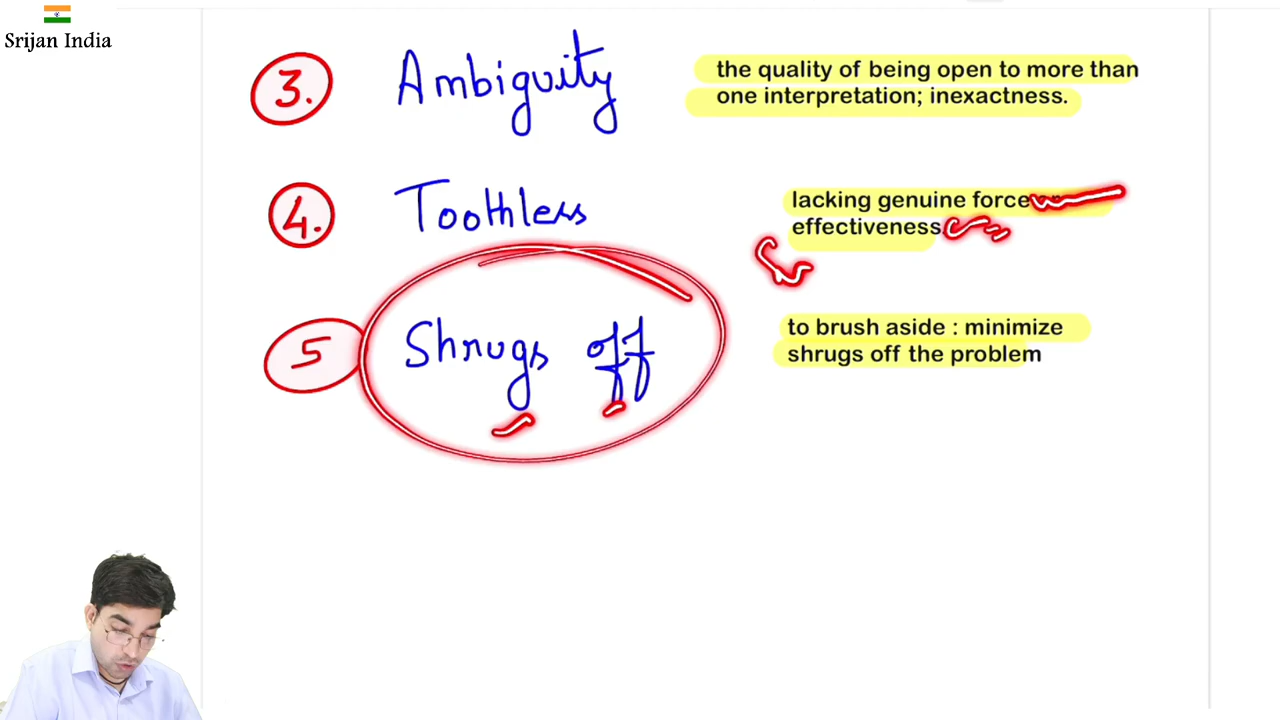 Srijan India
3. Ambiguity the quality of being open to more than
one interpretation; inexactness.
4. Toothless lacking genuine force
effectiveness.
5 Shrugs off to brush aside : minimize
shrugs off the problem